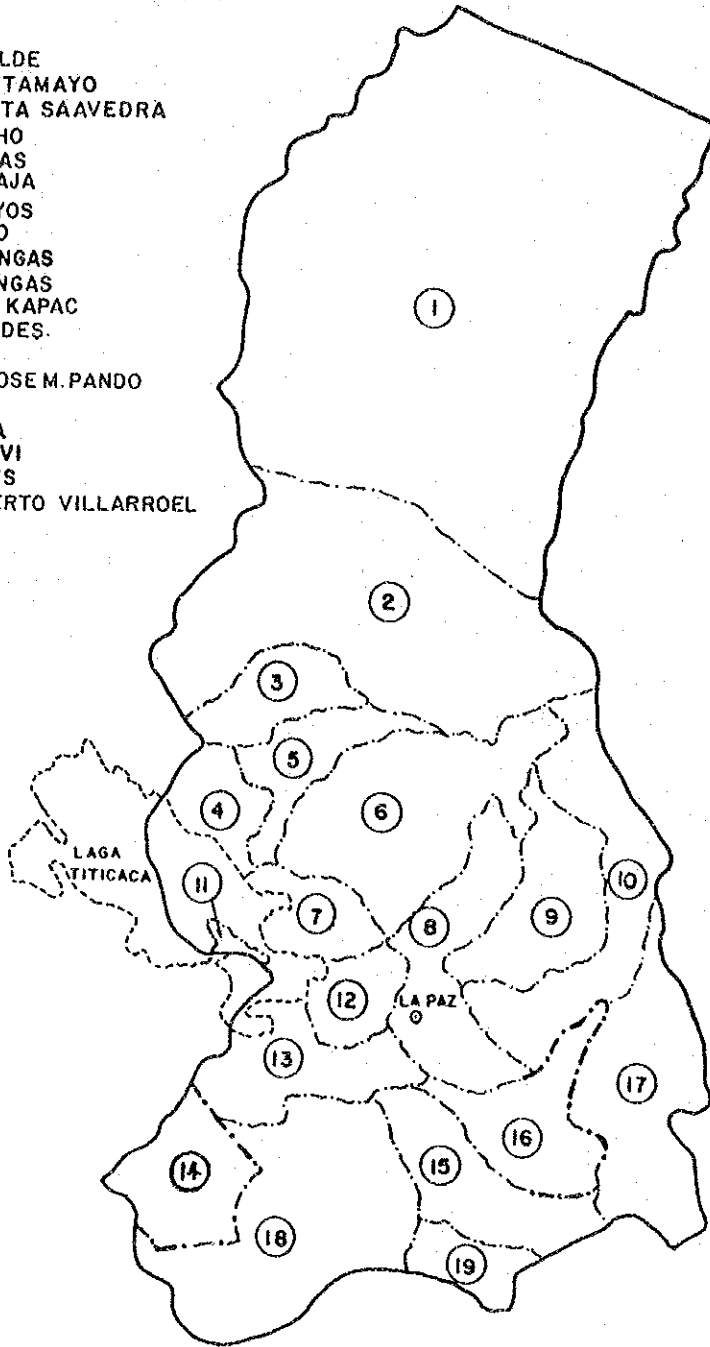 LDE
TAMAYO
TA SAAVEDRA
HO
AS
AJA
YOS
O
NGAS
NGAS
KAPAC
DES.
OSE M. PANDO
A
VI
S
ERTO VILLARROEL
1
2
3
5
4
6
LAGA
TITICACA
11
7
8
9
10
12
LA PAZ
13
17
16
14
15
18
19